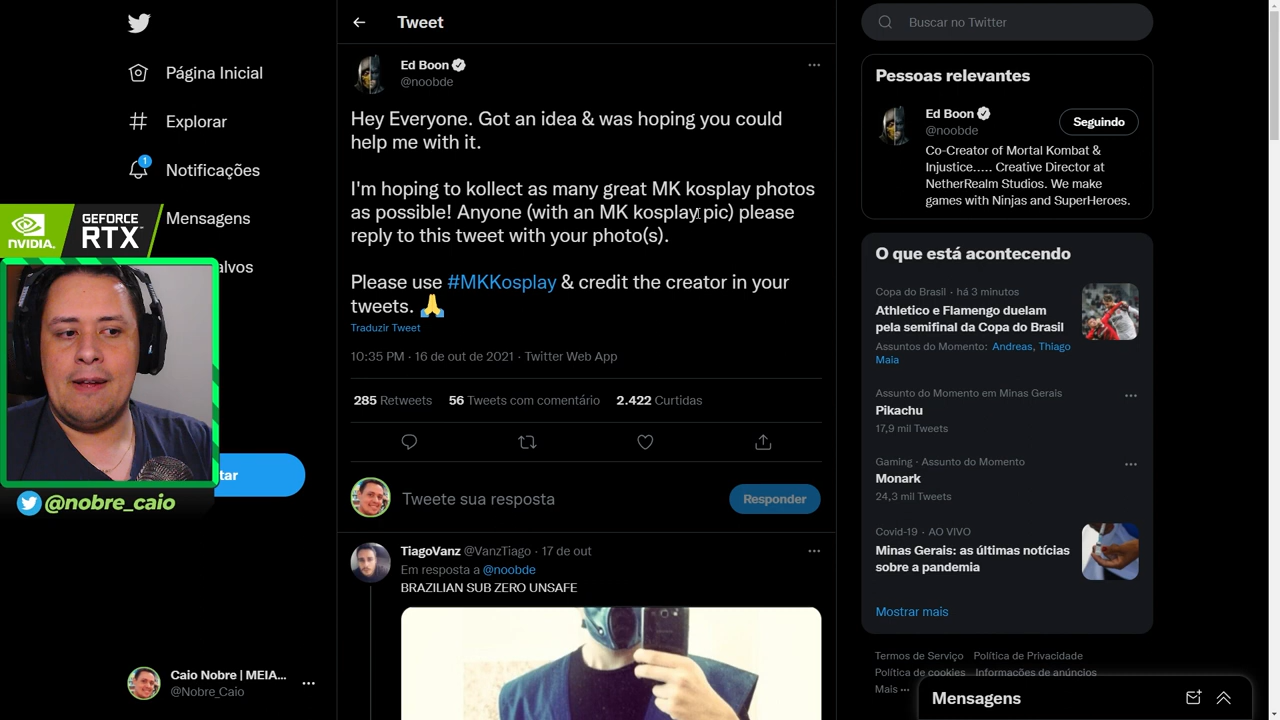 Tweet
Buscar no Twitter
Página Inicial
Explorar
1
Notificações
Mensagens
alvos
tar
NVIDIA.
GEFORCE
RTX
@nobre_caio
Caio Nobre | MEIA...
@Nobre_Caio
Ed Boon
@noobde
Hey Everyone. Got an idea & was hoping you could
help me with it.
I'm hoping to kollect as many great MK kosplay photos
as possible! Anyone (with an MK kosplay pic) please
reply to this tweet with your photo(s).
Please use #MKKosplay & credit the creator in your
tweets. 🙏
Traduzir Tweet
10:35 PM · 16 de out de 2021 · Twitter Web App
285 Retweets 56 Tweets com comentário 2.422 Curtidas
Tweete sua resposta
Responder
TiagoVanz @VanzTiago · 17 de out
Em resposta a @noobde
BRAZILIAN SUB ZERO UNSAFE
Pessoas relevantes
Ed Boon
@noobde
Seguindo
Co-Creator of Mortal Kombat &
Injustice..... Creative Director at
NetherRealm Studios. We make
games with Ninjas and SuperHeroes.
O que está acontecendo
Copa do Brasil · há 3 minutos
Athletico e Flamengo duelam
pela semifinal da Copa do Brasil
Assuntos do Momento: Andreas, Thiago
Maia
Assunto do Momento em Minas Gerais
Pikachu
17,9 mil Tweets
Gaming · Assunto do Momento
Monark
24,3 mil Tweets
Covid-19 · AO VIVO
Minas Gerais: as últimas notícias
sobre a pandemia
Mostrar mais
Termos de Serviço Política de Privacidade
Política de cookies Informações de anúncios
Mais ···
Mensagens